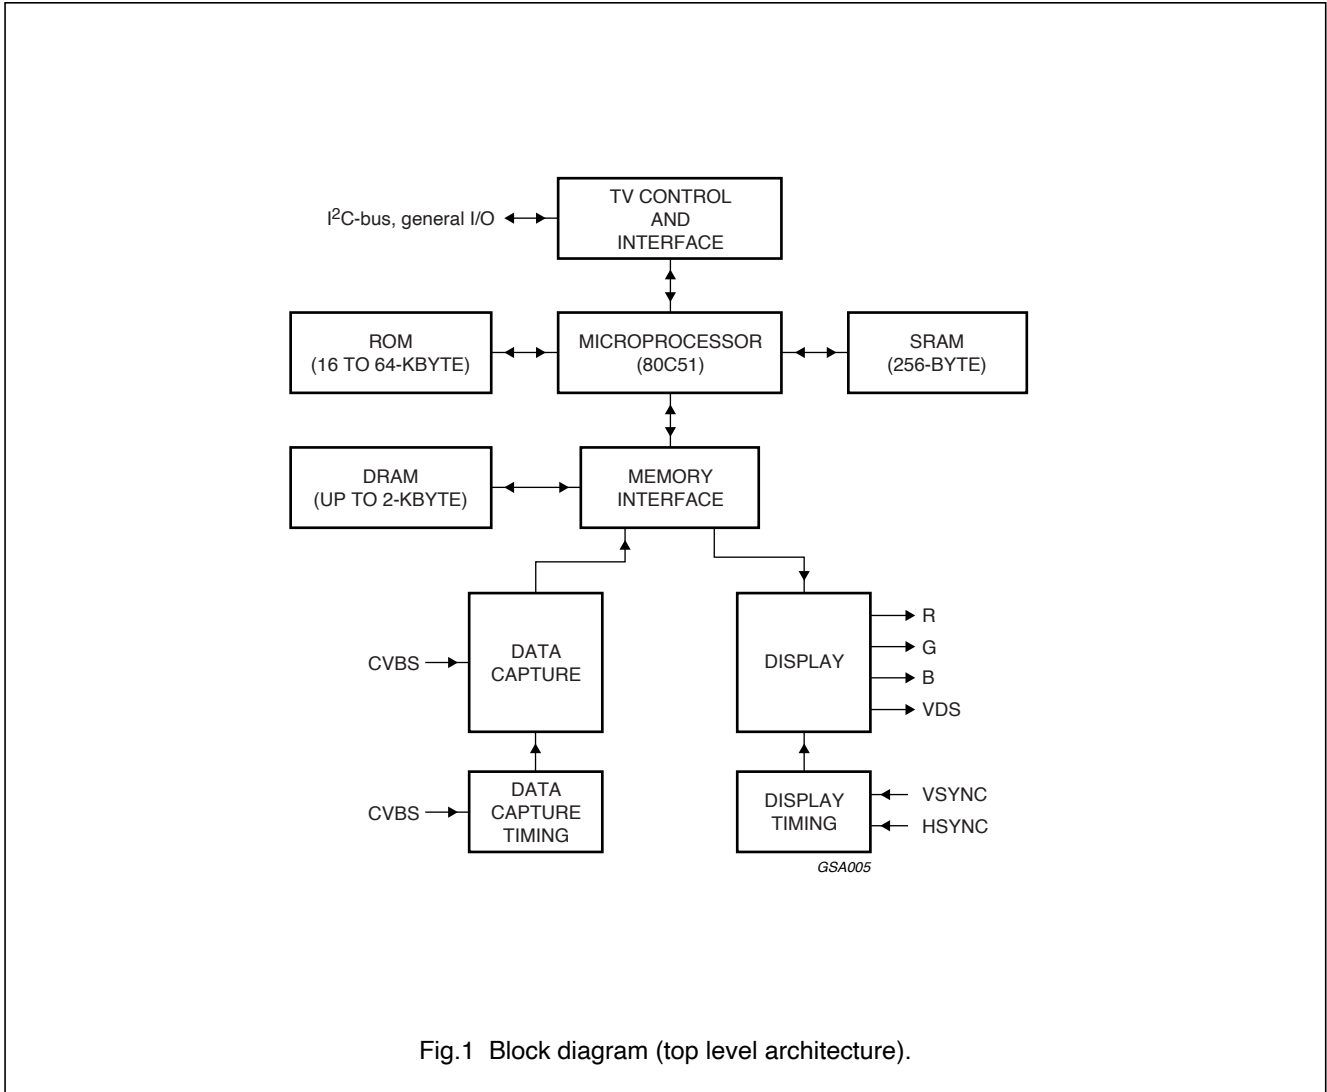 TV CONTROL
AND
INTERFACE
I²C-bus, general I/O
ROM
(16 TO 64-KBYTE)
MICROPROCESSOR
(80C51)
SRAM
(256-BYTE)
DRAM
(UP TO 2-KBYTE)
MEMORY
INTERFACE
CVBS
DATA
CAPTURE
DISPLAY
R
G
B
VDS
CVBS
DATA
CAPTURE
TIMING
DISPLAY
TIMING
VSYNC
HSYNC
GSA005
Fig.1 Block diagram (top level architecture).